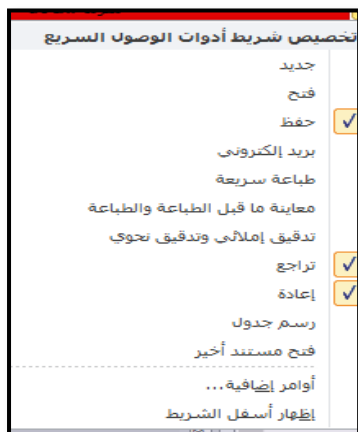 تخصيص شريط أدوات الوصول السريع
جديد
فتح
حفظ
بريد إلكتروني
طباعة سريعة
معاينة ما قبل الطباعة والطباعة
تدقيق إملائي وتدقيق نحوي
تراجع
إعادة
رسم جدول
فتح مستند أخير
أوامر إضافية...
إظهار أسفل الشريط